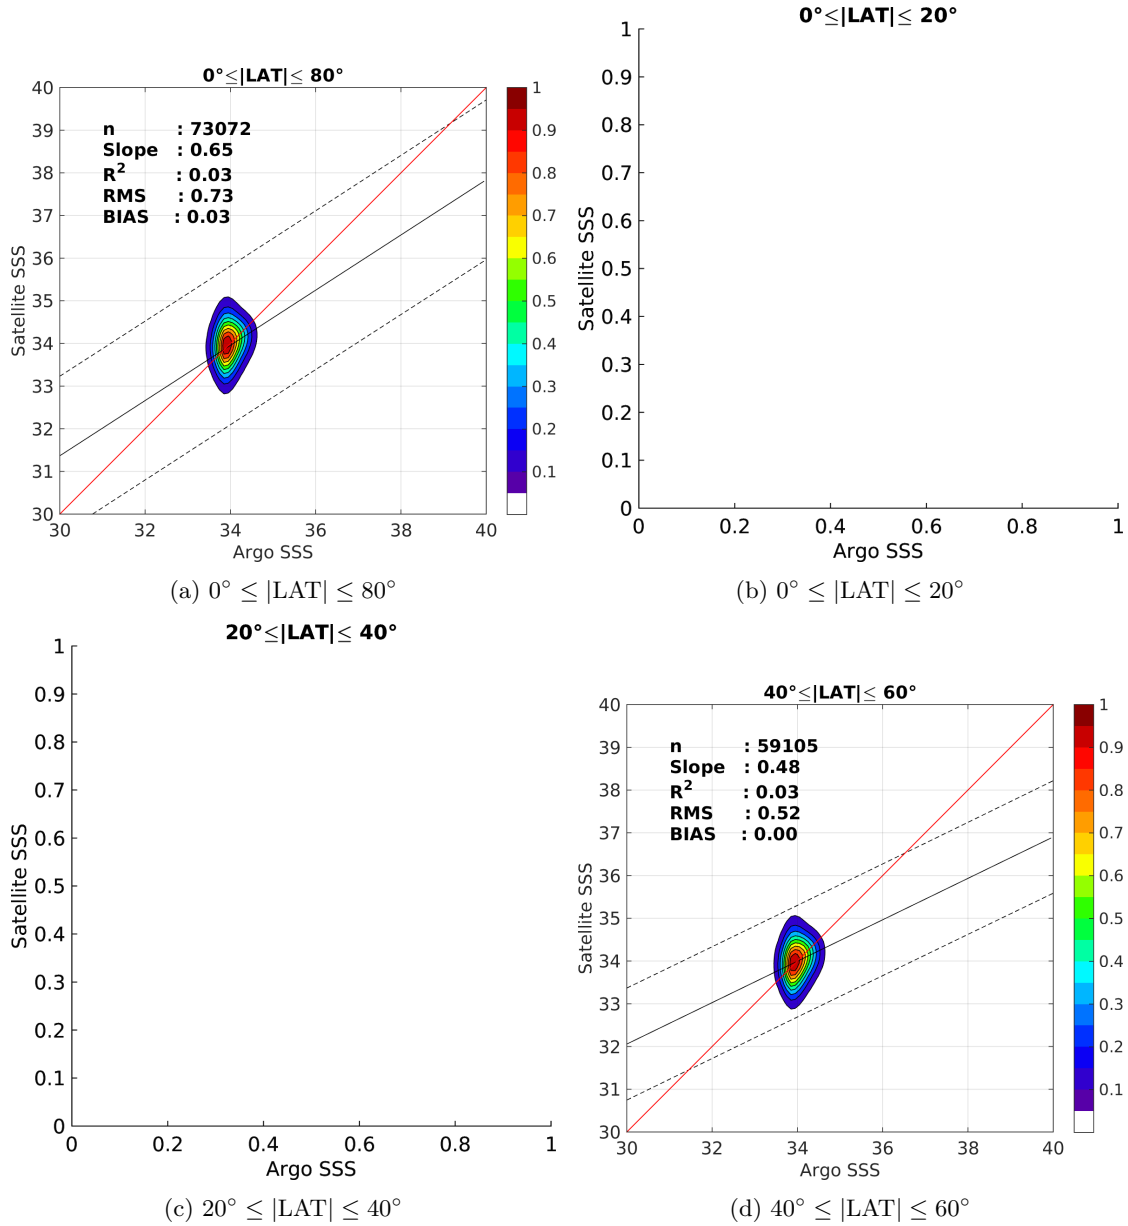 0°≤|LAT|≤ 80°
40
39
38
37
36
35
34
33
32
31
30
Satellite SSS
n : 73072
Slope : 0.65
R² : 0.03
RMS : 0.73
BIAS : 0.03
30 32 34 36 38 40
Argo SSS
1
0.9
0.8
0.7
0.6
0.5
0.4
0.3
0.2
0.1
(a) 0° ≤ |LAT| ≤ 80°
0°≤|LAT|≤ 20°
1
0.9
0.8
0.7
0.6
0.5
0.4
0.3
0.2
0.1
0
Satellite SSS
0 0.2 0.4 0.6 0.8 1
Argo SSS
(b) 0° ≤ |LAT| ≤ 20°
20°≤|LAT|≤ 40°
1
0.9
0.8
0.7
0.6
0.5
0.4
0.3
0.2
0.1
0
Satellite SSS
0 0.2 0.4 0.6 0.8 1
Argo SSS
(c) 20° ≤ |LAT| ≤ 40°
40°≤|LAT|≤ 60°
40
39
38
37
36
35
34
33
32
31
30
Satellite SSS
n : 59105
Slope : 0.48
R² : 0.03
RMS : 0.52
BIAS : 0.00
30 32 34 36 38 40
Argo SSS
1
0.9
0.8
0.7
0.6
0.5
0.4
0.3
0.2
0.1
(d) 40° ≤ |LAT| ≤ 60°